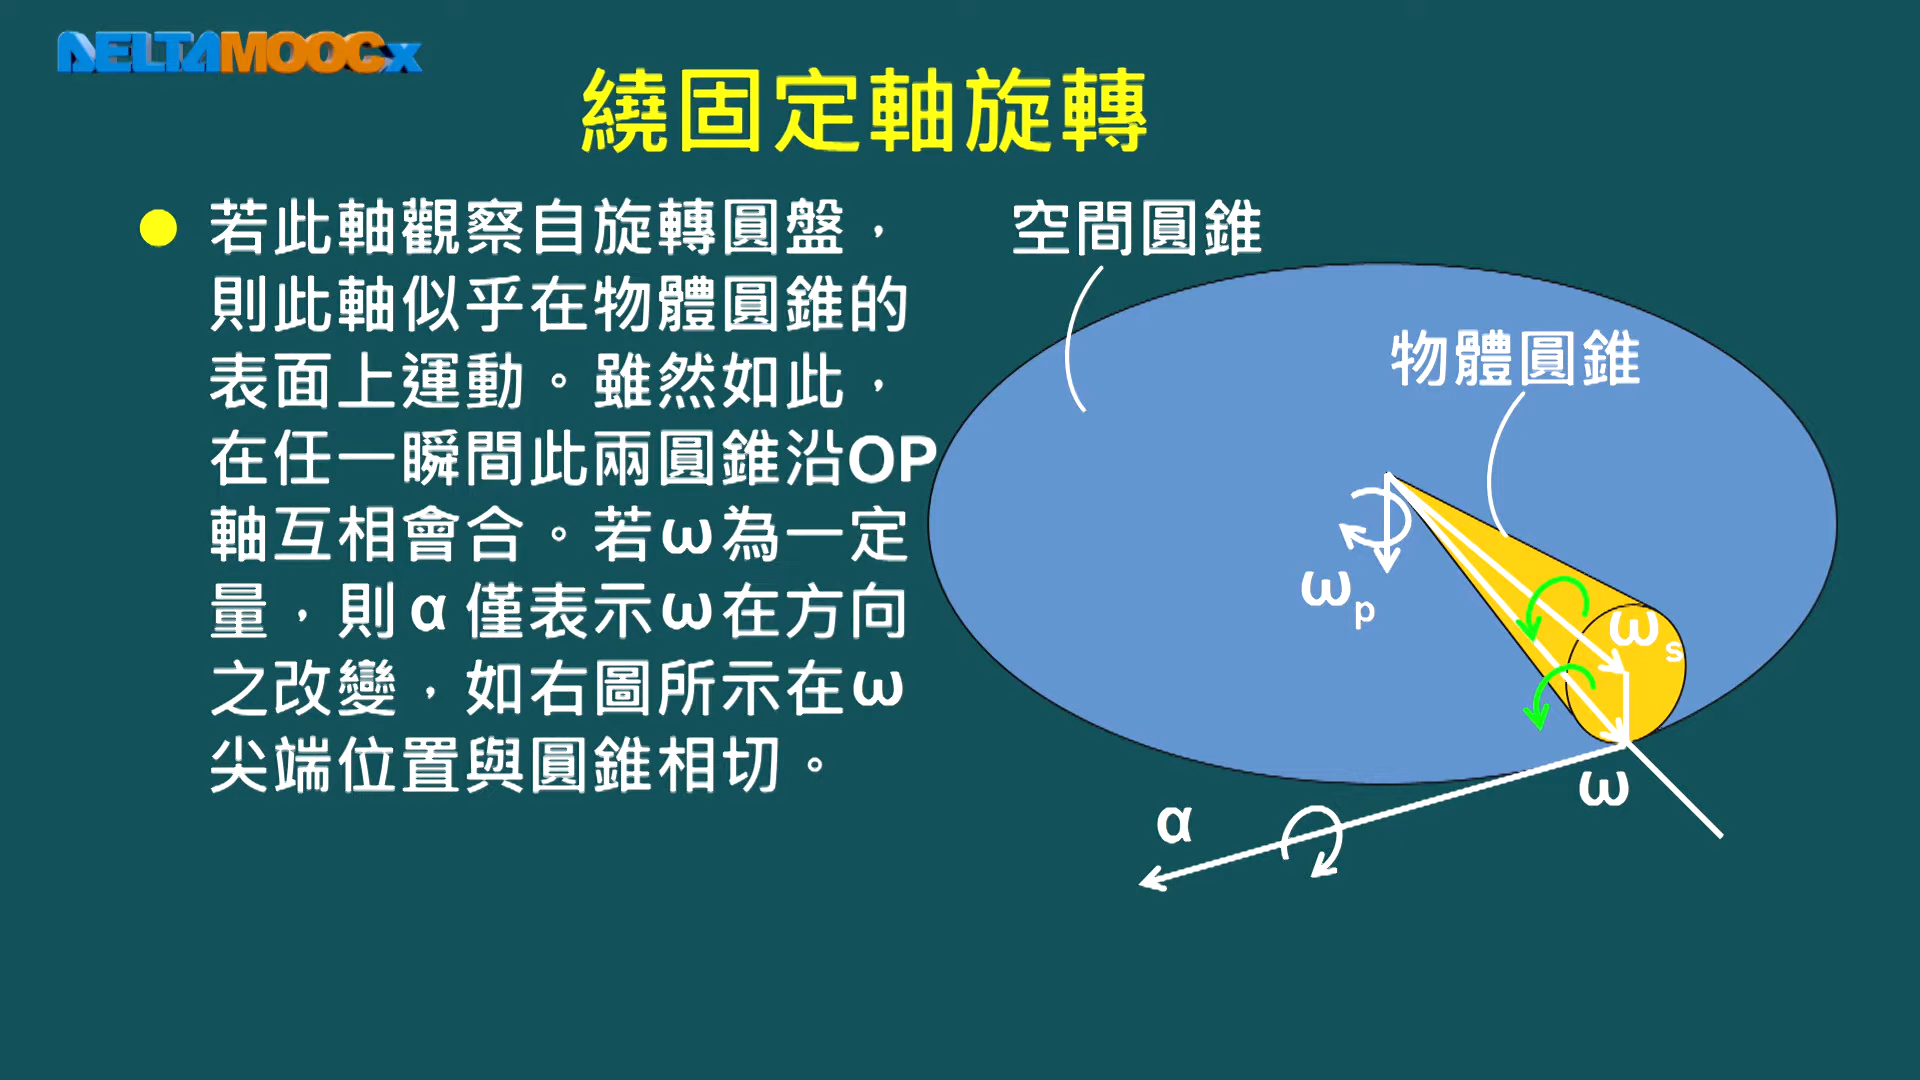 DELTAMOOCx
繞固定軸旋轉
若此軸觀察自旋轉圓盤，
則此軸似乎在物體圓錐的
表面上運動。雖然如此，
在任一瞬間此兩圓錐沿OP
軸互相會合。若ω為一定
量，則α僅表示ω在方向
之改變，如右圖所示在ω
尖端位置與圓錐相切。
空間圓錐
物體圓錐
ωp
ωs
ω
α